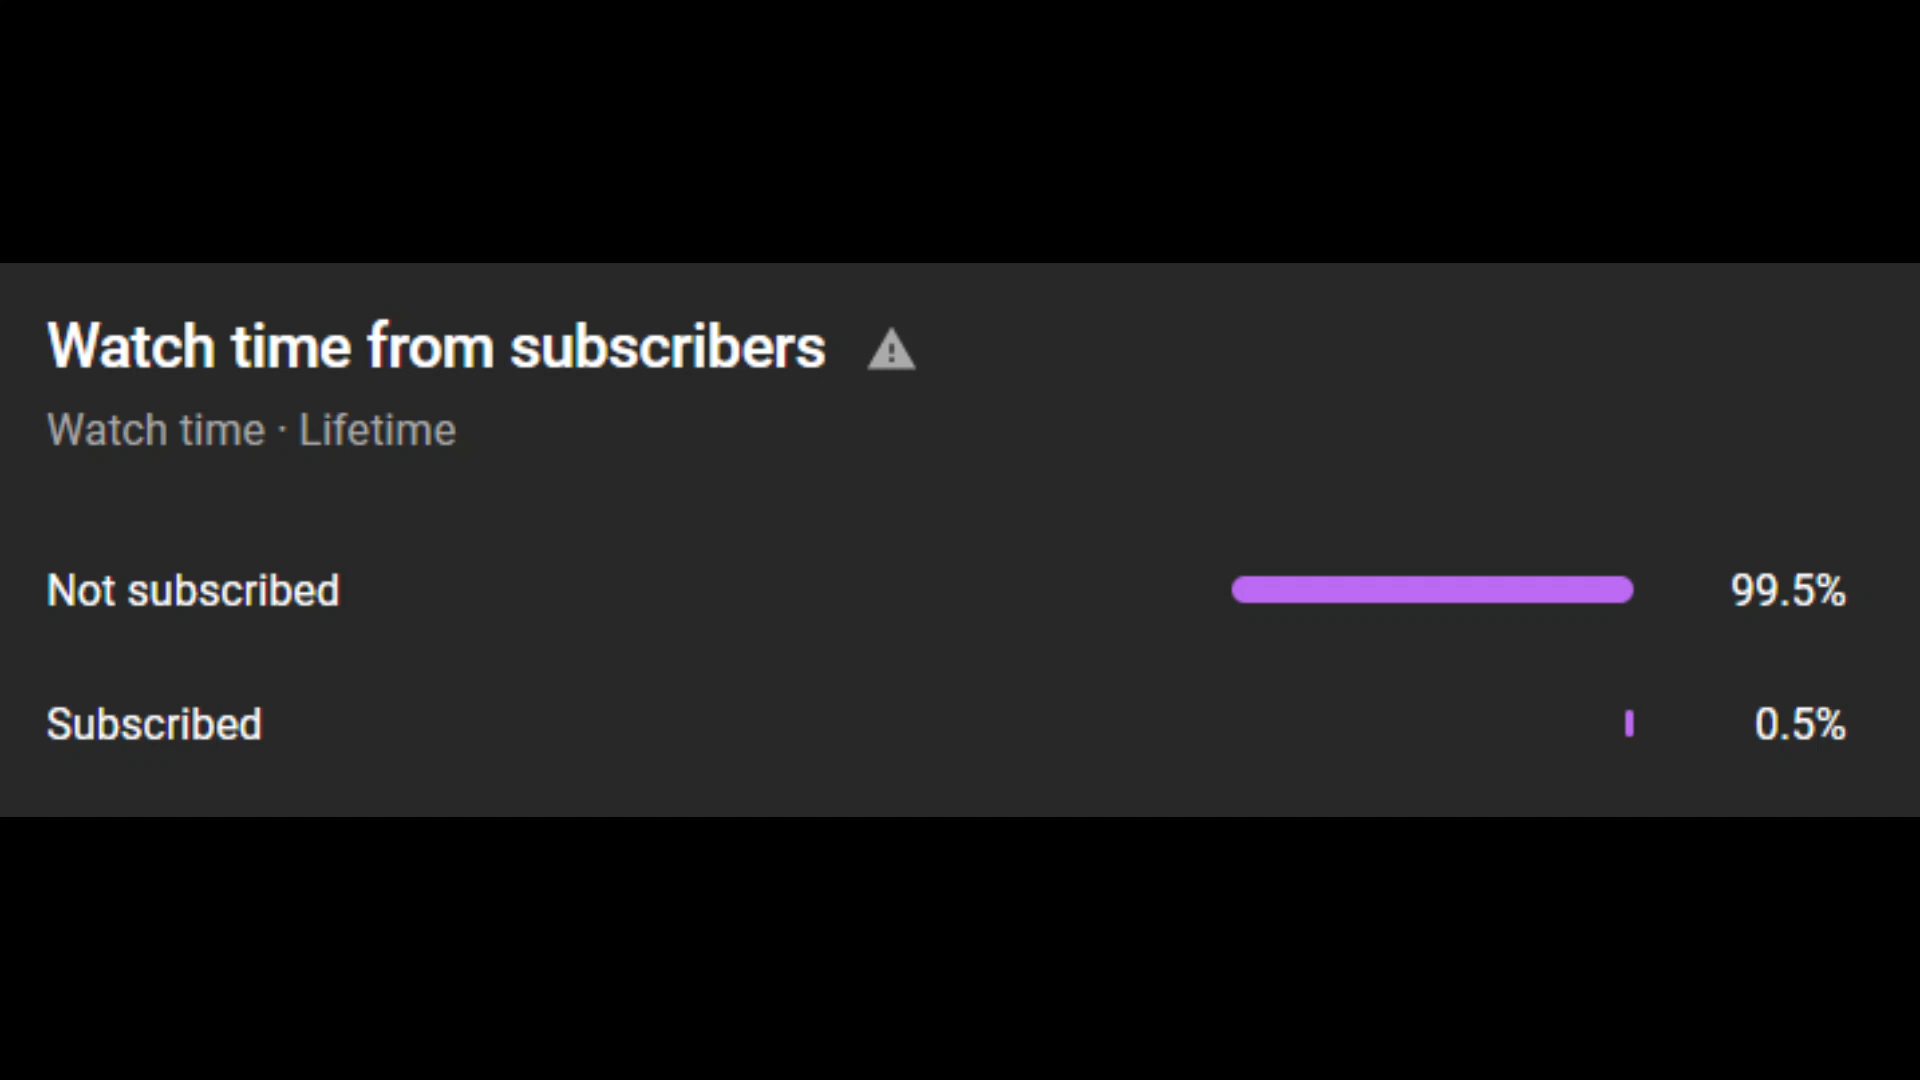 Watch time from subscribers
Watch time · Lifetime
Not subscribed 99.5%
Subscribed 0.5%